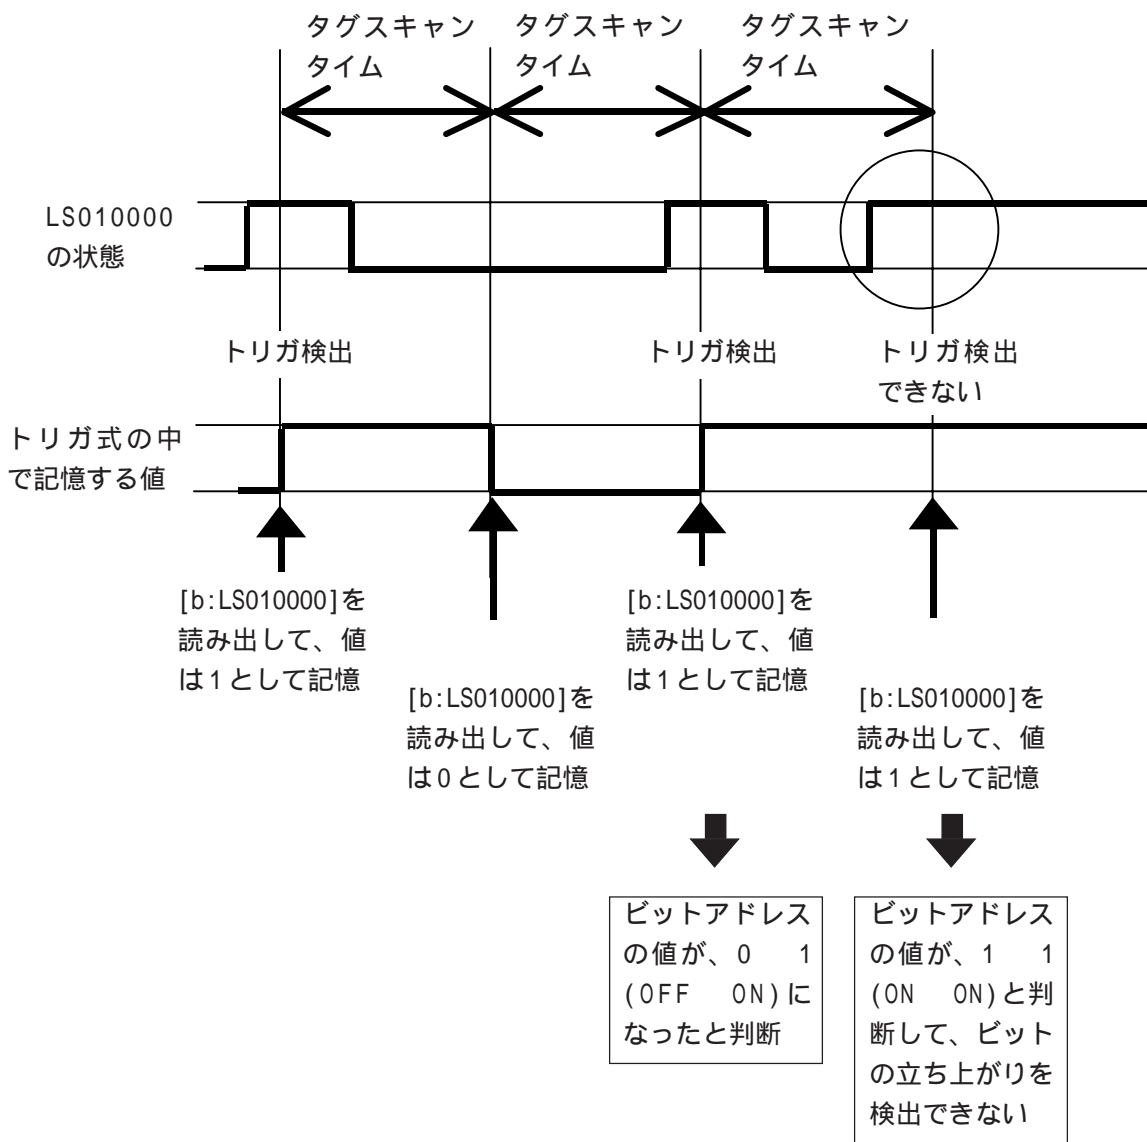 タグスキャン
タイム
タグスキャン
タイム
タグスキャン
タイム
LS010000
の状態
トリガ検出
トリガ検出
トリガ検出
できない
トリガ式の中
で記憶する値
[b:LS010000]を
読み出して、値
は1として記憶
[b:LS010000]を
読み出して、値
は0として記憶
[b:LS010000]を
読み出して、値
は1として記憶
[b:LS010000]を
読み出して、値
は1として記憶
ビットアドレス
の値が、0 1
(OFF ON)に
なったと判断
ビットアドレス
の値が、1 1
(ON ON)と判
断して、ビット
の立ち上がりを
検出できない